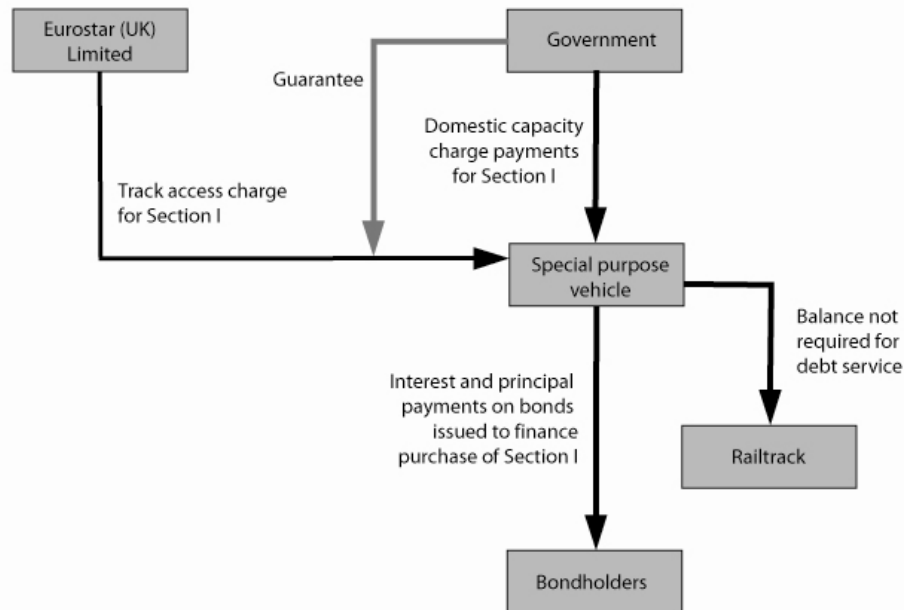 Eurostar (UK)
Limited
Government
Guarantee
Domestic capacity
charge payments
for Section I
Track access charge
for Section I
Special purpose
vehicle
Balance not
required for
debt service
Interest and principal
payments on bonds
issued to finance
purchase of Section I
Railtrack
Bondholders